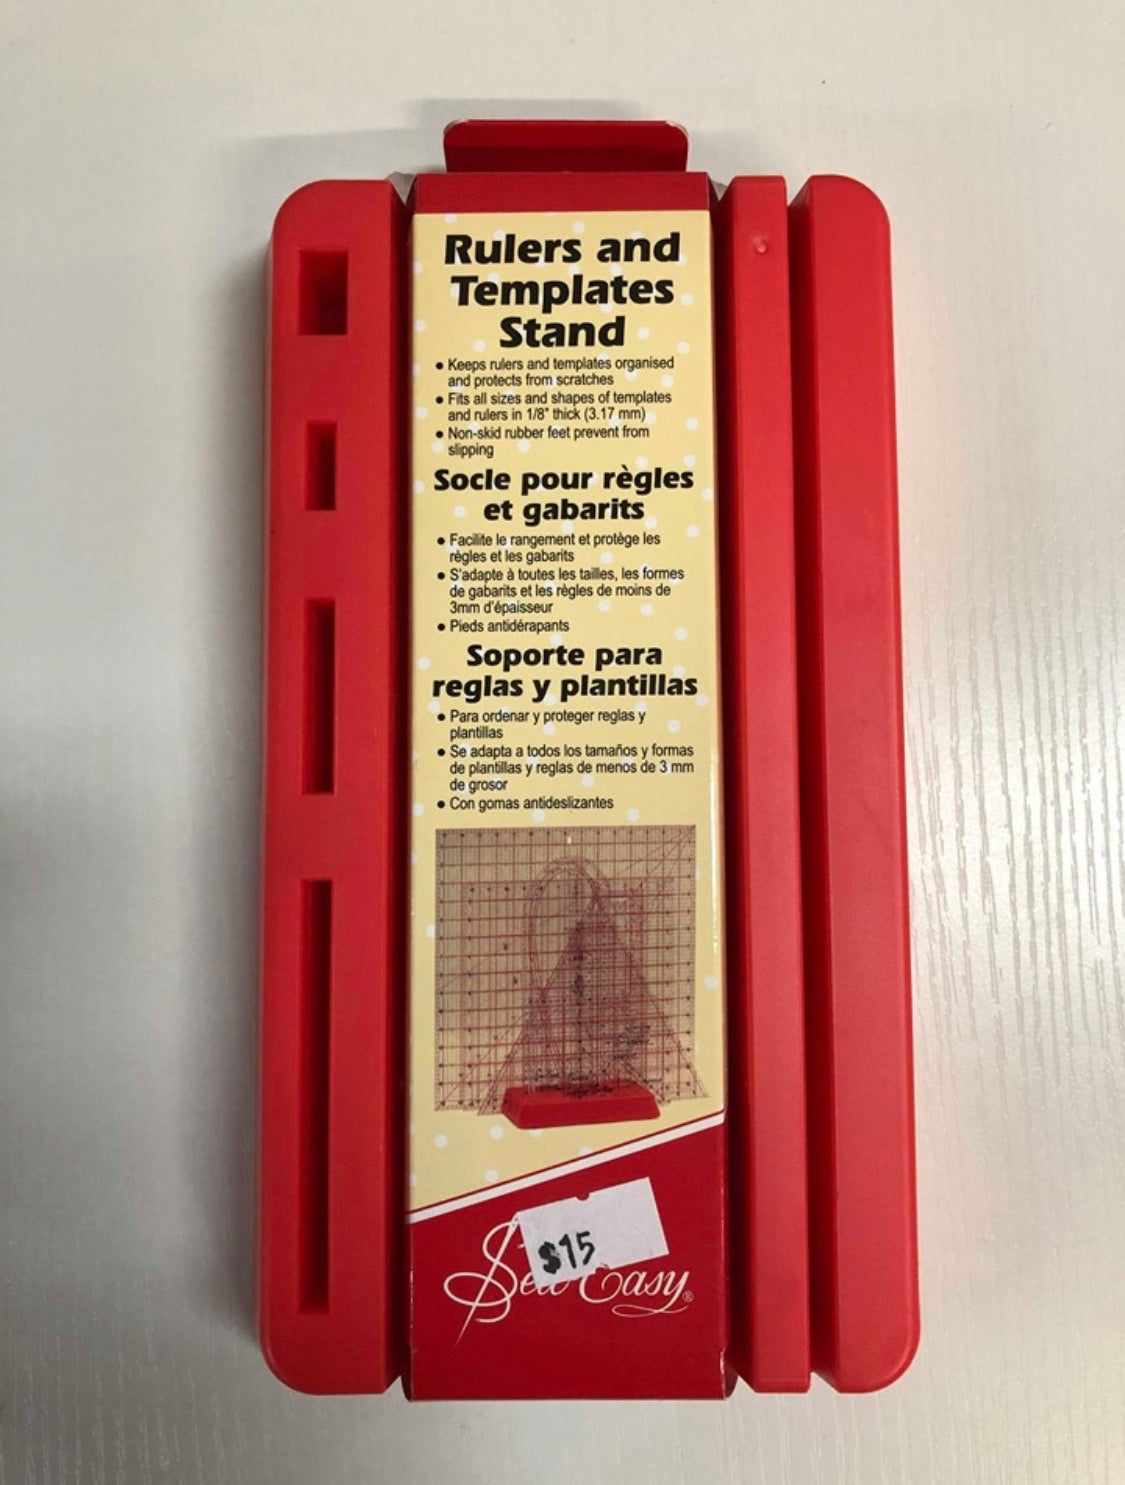 Rulers and
Templates
Stand
● Keeps rulers and templates organised
and protects from scratches
● Fits all sizes and shapes of templates
and rulers in 1/8" thick (3.17 mm)
● Non-skid rubber feet prevent from
slipping
Socle pour règles
et gabarits
● Facilite le rangement et protège les
règles et les gabarits
● S'adapte à toutes les tailles, les formes
de gabarits et les règles de moins de
3mm d'épaisseur
● Pieds antidérapants
Soporte para
reglas y plantillas
● Para ordenar y proteger reglas y
plantillas
● Se adapta a todos los tamaños y formas
de plantillas y reglas de menos de 3 mm
de grosor
● Con gomas antideslizantes
$15
Sew Easy®